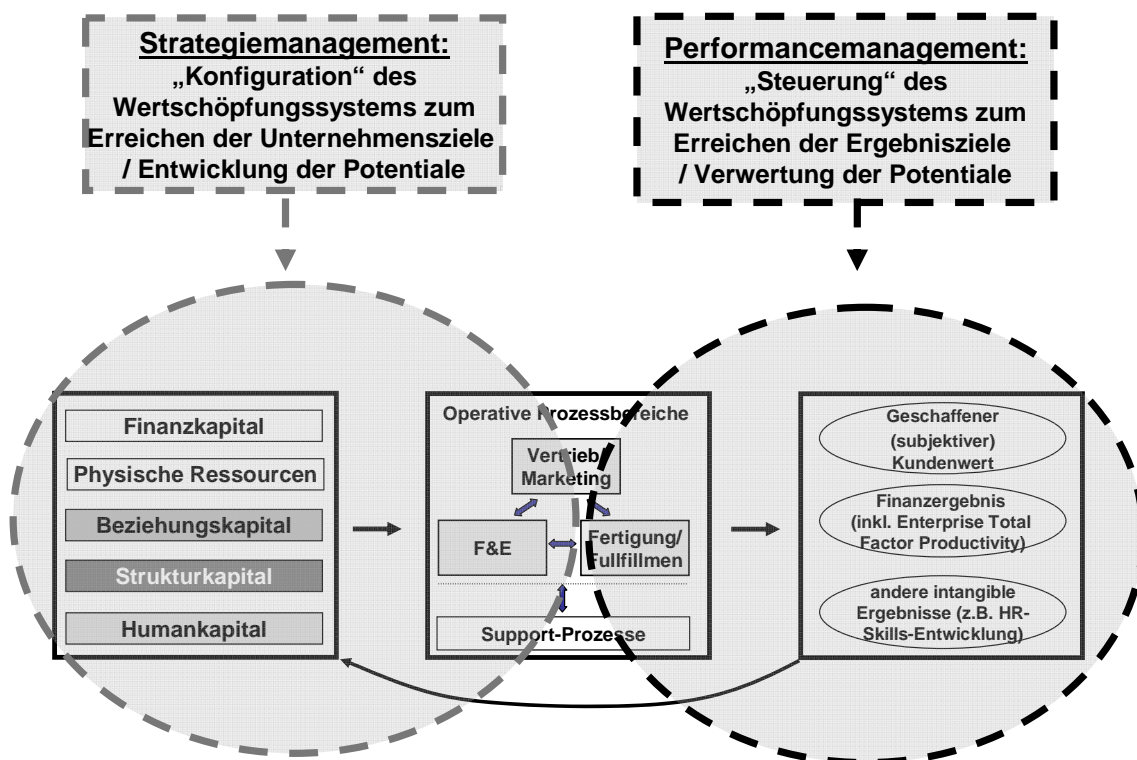 Strategiemanagement:
„Konfiguration“ des
Wertschöpfungssystems zum
Erreichen der Unternehmensziele
/ Entwicklung der Potentiale
Performancemanagement:
„Steuerung“ des
Wertschöpfungssystems zum
Erreichen der Ergebnisziele
/ Verwertung der Potentiale
Finanzkapital
Physische Ressourcen
Beziehungskapital
Strukturkapital
Humankapital
Operative Prozessbereiche
Vertrieb/
Marketing
F&E
Fertigung/
Fullfillmen
Support-Prozesse
Geschaffener
(subjektiver)
Kundenwert
Finanzergebnis
(inkl. Enterprise Total
Factor Productivity)
andere intangible
Ergebnisse (z.B. HR-
Skills-Entwicklung)